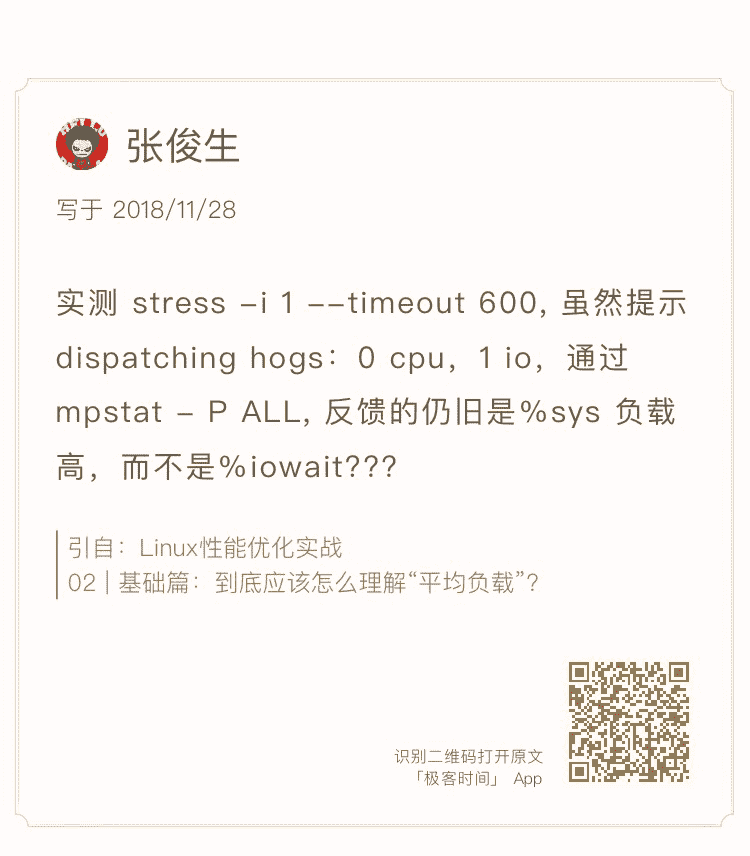 张俊生
写于 2018/11/28
实测 stress –i 1 ––timeout 600, 虽然提示
dispatching hogs：0 cpu，1 io，通过
mpstat – P ALL, 反馈的仍旧是%sys 负载
高，而不是%iowait???
引自：Linux性能优化实战
02 | 基础篇：到底应该怎么理解“平均负载”？
识别二维码打开原文
「极客时间」 App